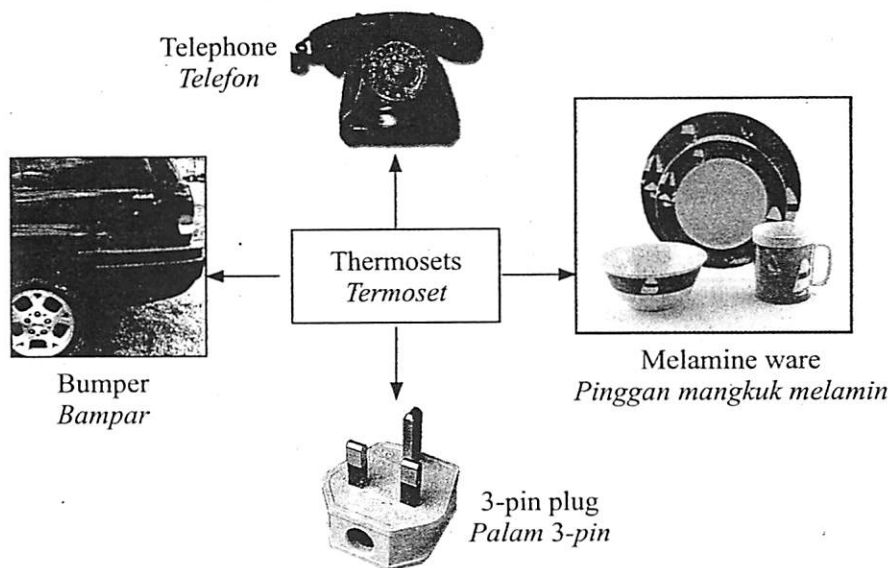 Telephone
Telefon
Thermosets
Termoset
Bumper
Bampar
Melamine ware
Pinggan mangkuk melamin
3-pin plug
Palam 3-pin